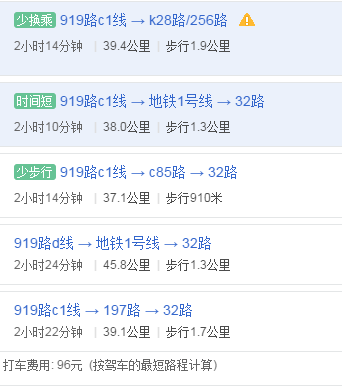 少换乘 919路c1线 → k28路/256路
2小时14分钟 | 39.4公里 | 步行1.9公里
时间短 919路c1线 → 地铁1号线 → 32路
2小时10分钟 | 38.0公里 | 步行1.3公里
少步行 919路c1线 → c85路 → 32路
2小时14分钟 | 37.1公里 | 步行910米
919路d线 → 地铁1号线 → 32路
2小时24分钟 | 45.8公里 | 步行1.3公里
919路c1线 → 197路 → 32路
2小时22分钟 | 39.1公里 | 步行1.7公里
打车费用: 96元 (按驾车的最短路程计算)